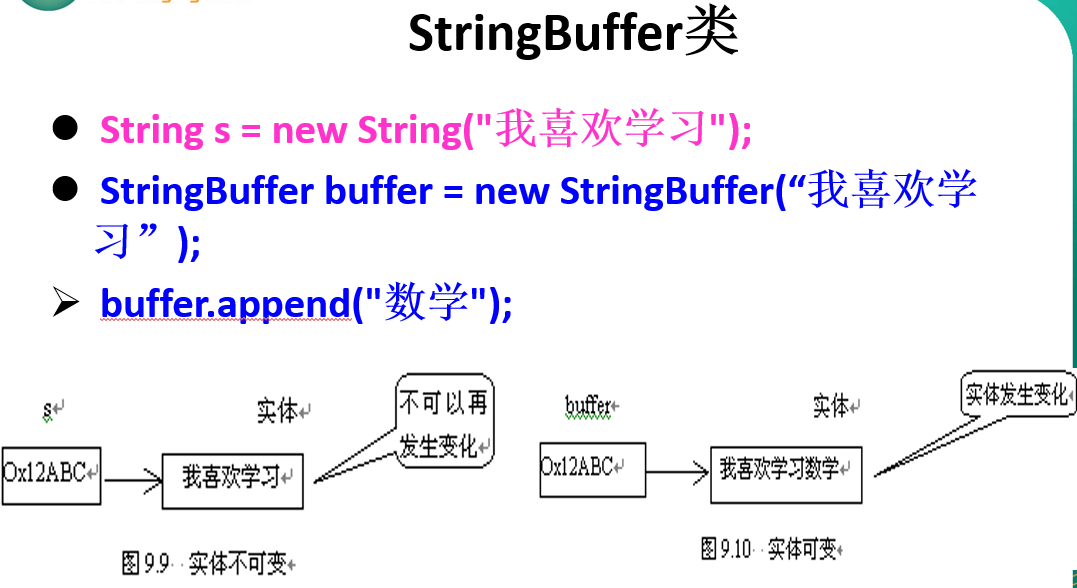 StringBuffer类
String s = new String("我喜欢学习");
StringBuffer buffer = new StringBuffer(“我喜欢学
习”);
buffer.append("数学");
s
实体
不可以再
发生变化
0x12ABC
我喜欢学习
图 9.9 实体不可变
buffer
实体
实体发生变化
0x12ABC
我喜欢学习数学
图 9.10 实体可变